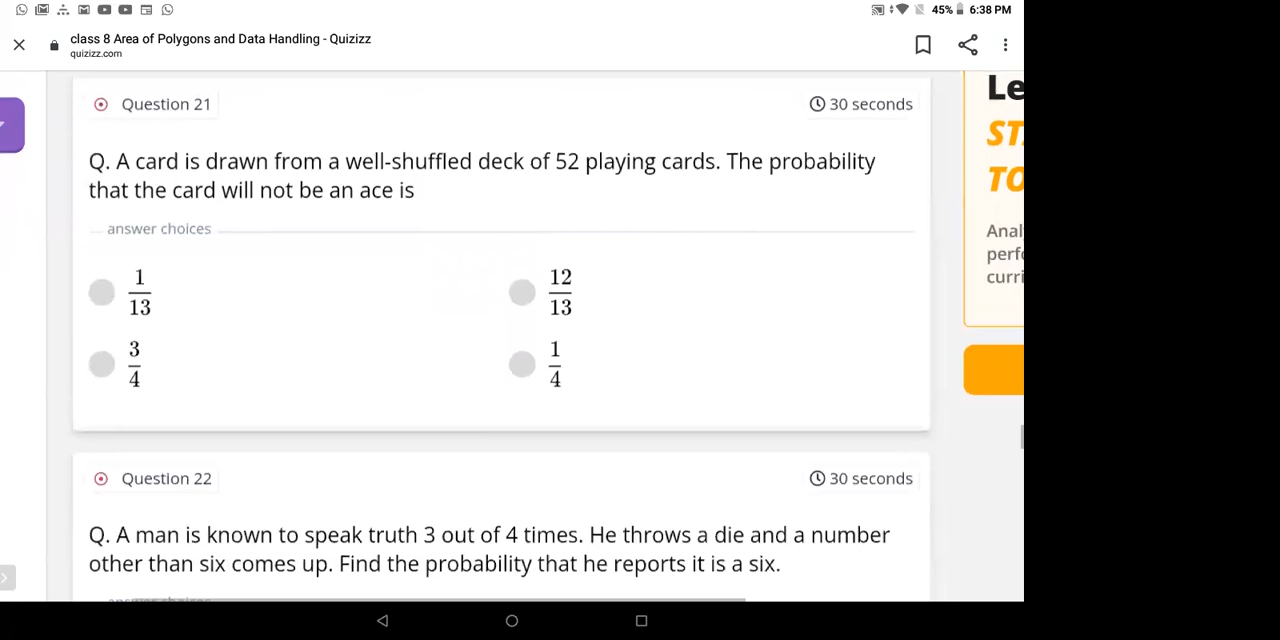 45% 6:38 PM
class 8 Area of Polygons and Data Handling - Quizizz
quizizz.com
Le
ST
TO
Anal
perfo
curri
Question 21
30 seconds
Q. A card is drawn from a well-shuffled deck of 52 playing cards. The probability
that the card will not be an ace is
answer choices
1/13
12/13
3/4
1/4
Question 22
30 seconds
Q. A man is known to speak truth 3 out of 4 times. He throws a die and a number
other than six comes up. Find the probability that he reports it is a six.
answer choices